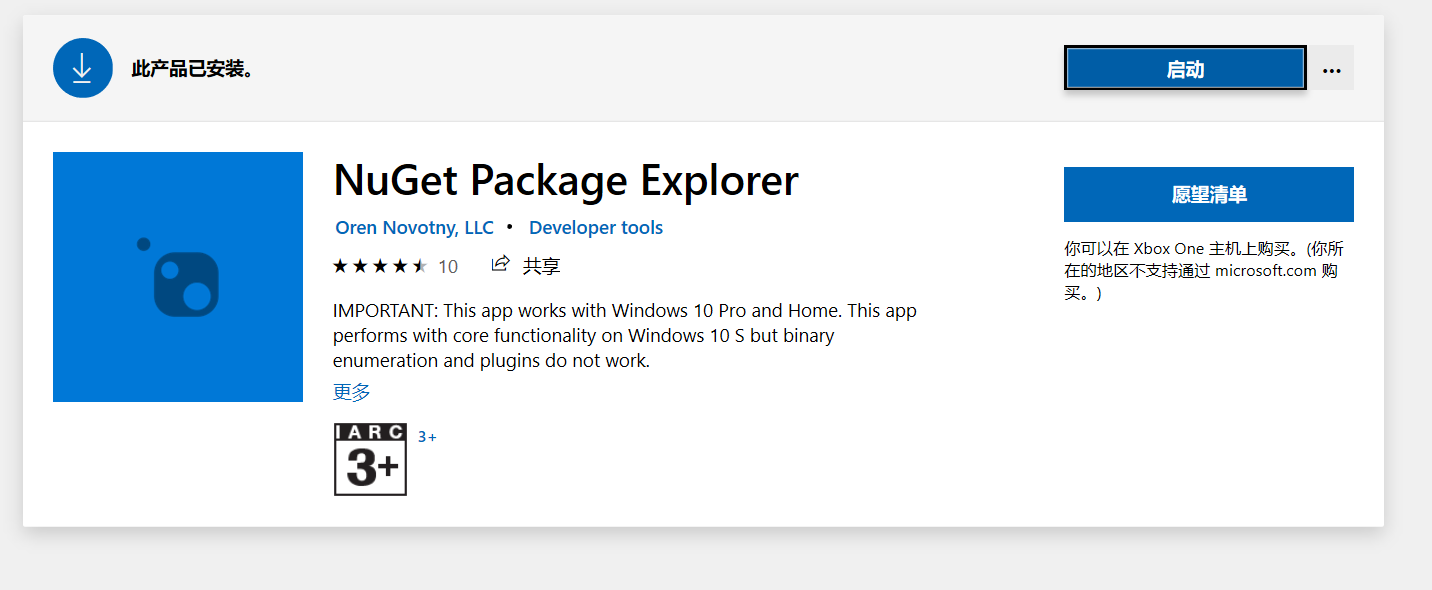 此产品已安装。
启动
...
NuGet Package Explorer
Oren Novotny, LLC • Developer tools
10 共享
IMPORTANT: This app works with Windows 10 Pro and Home. This app
performs with core functionality on Windows 10 S but binary
enumeration and plugins do not work.
更多
IARC
3+
3+
愿望清单
你可以在 Xbox One 主机上购买。(你所
在的地区不支持通过 microsoft.com 购
买。)